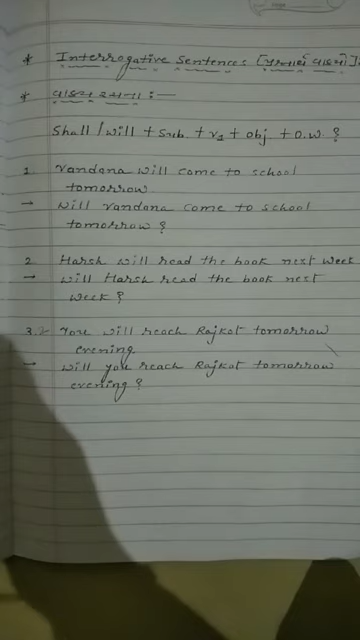 * Interrogative Sentences [પ્રશ્નાર્થ વાક્યો].
* વાક્ય રચના :-
Shall / will + sub. + v1 + obj + o.w. ?
1. Vandana will come to school
tomorrow.
→ will vandana come to school
tomorrow ?
2. Harsh will read the book next week
→ will Harsh read the book next
week ?
3. You will reach Rajkot tomorrow
evening.
→ will you reach Rajkot tomorrow
evening ?